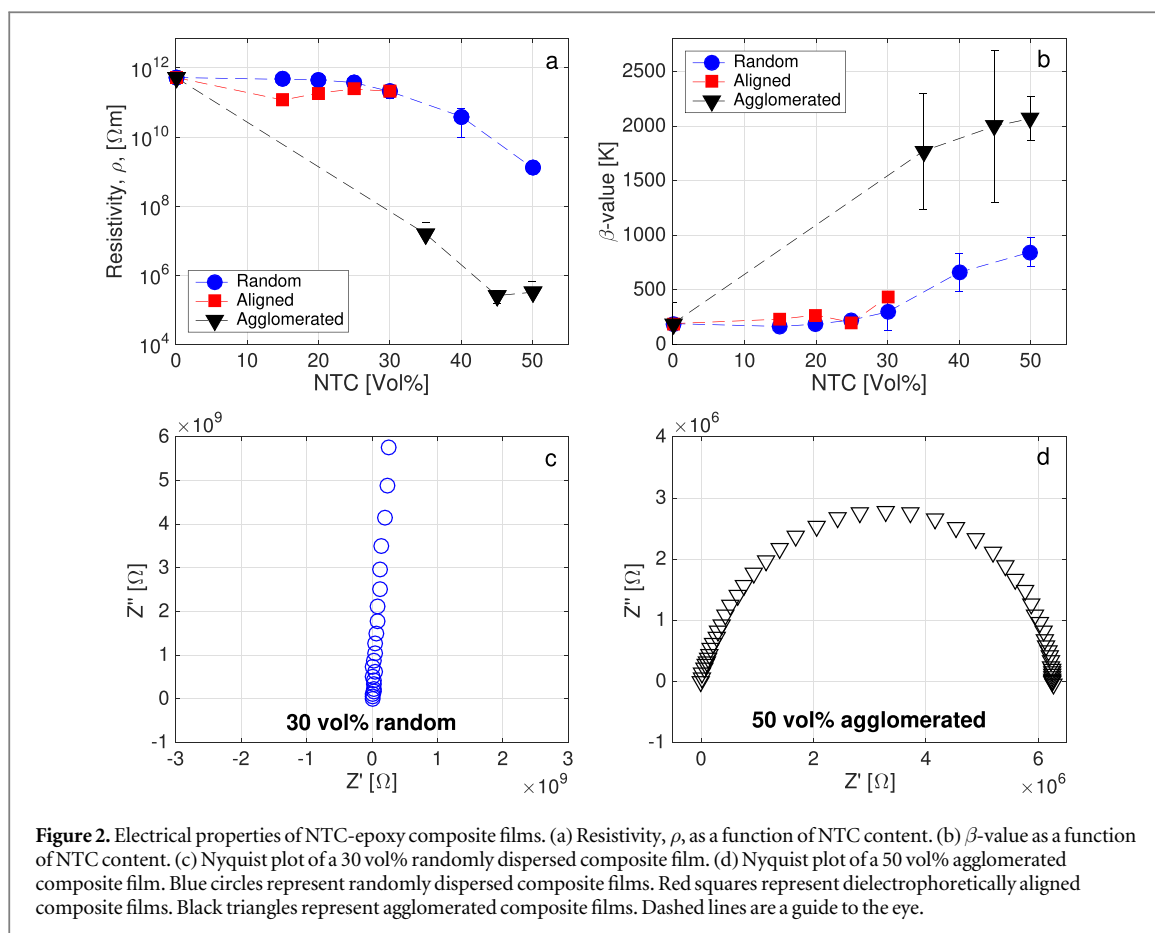 a
Resistivity, ρ, [Ωm]
10^12
10^10
10^8
10^6
10^4
Random
Aligned
Agglomerated
0 10 20 30 40 50
NTC [Vol%]
b
β-value [K]
2500
2000
1500
1000
500
0
Random
Aligned
Agglomerated
0 10 20 30 40 50
NTC [Vol%]
c
×10^9
Z'' [Ω]
6
5
4
3
2
1
0
-1
30 vol% random
-3 -2 -1 0 1 2 3
Z' [Ω]
×10^9
d
×10^6
Z'' [Ω]
4
3
2
1
0
-1
50 vol% agglomerated
0 2 4 6
Z' [Ω]
×10^6
Figure 2. Electrical properties of NTC-epoxy composite films. (a) Resistivity, ρ, as a function of NTC content. (b) β-value as a function
of NTC content. (c) Nyquist plot of a 30 vol% randomly dispersed composite film. (d) Nyquist plot of a 50 vol% agglomerated
composite film. Blue circles represent randomly dispersed composite films. Red squares represent dielectrophoretically aligned
composite films. Black triangles represent agglomerated composite films. Dashed lines are a guide to the eye.